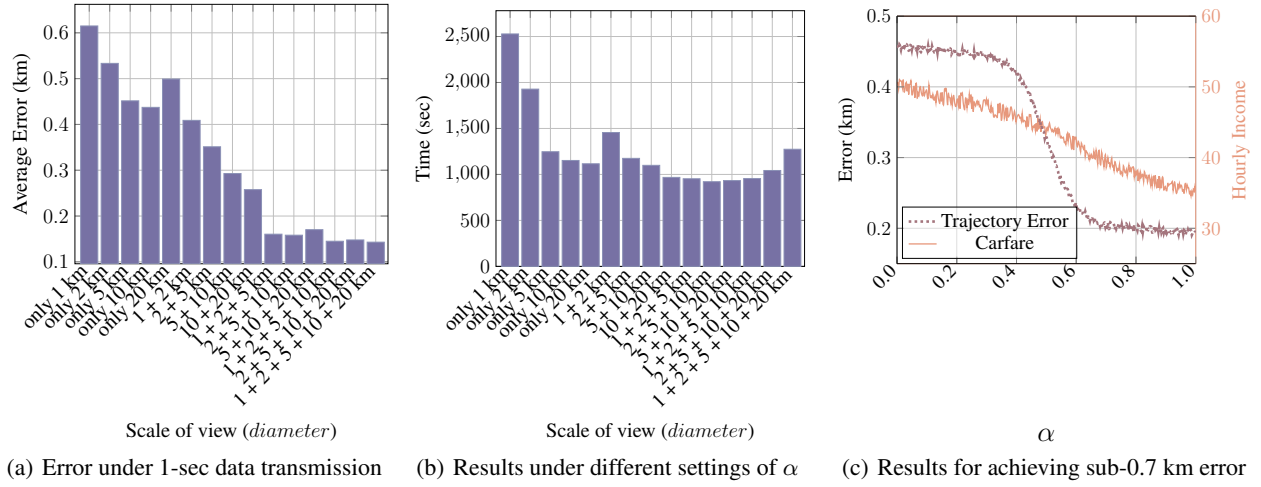 0.6
0.5
0.4
0.3
0.2
0.1
Average Error (km)
only 1 km
only 2 km
only 5 km
only 10 km
only 20 km
1 + 2 km
2 + 5 km
5 + 10 km
10 + 20 km
1 + 2 + 5 km
2 + 5 + 10 km
5 + 10 + 20 km
1 + 2 + 5 + 10 km
2 + 5 + 10 + 20 km
1 + 2 + 5 + 10 + 20 km
Scale of view (diameter)
(a) Error under 1-sec data transmission
2,500
2,000
1,500
1,000
500
0
Time (sec)
only 1 km
only 2 km
only 5 km
only 10 km
only 20 km
1 + 2 km
2 + 5 km
5 + 10 km
10 + 20 km
1 + 2 + 5 km
2 + 5 + 10 km
5 + 10 + 20 km
1 + 2 + 5 + 10 km
2 + 5 + 10 + 20 km
1 + 2 + 5 + 10 + 20 km
Scale of view (diameter)
(b) Results under different settings of α
0.5
0.4
0.3
0.2
Error (km)
60
50
40
30
Hourly Income
Trajectory Error
Carfare
0.0
0.2
0.4
0.6
0.8
1.0
α
(c) Results for achieving sub-0.7 km error